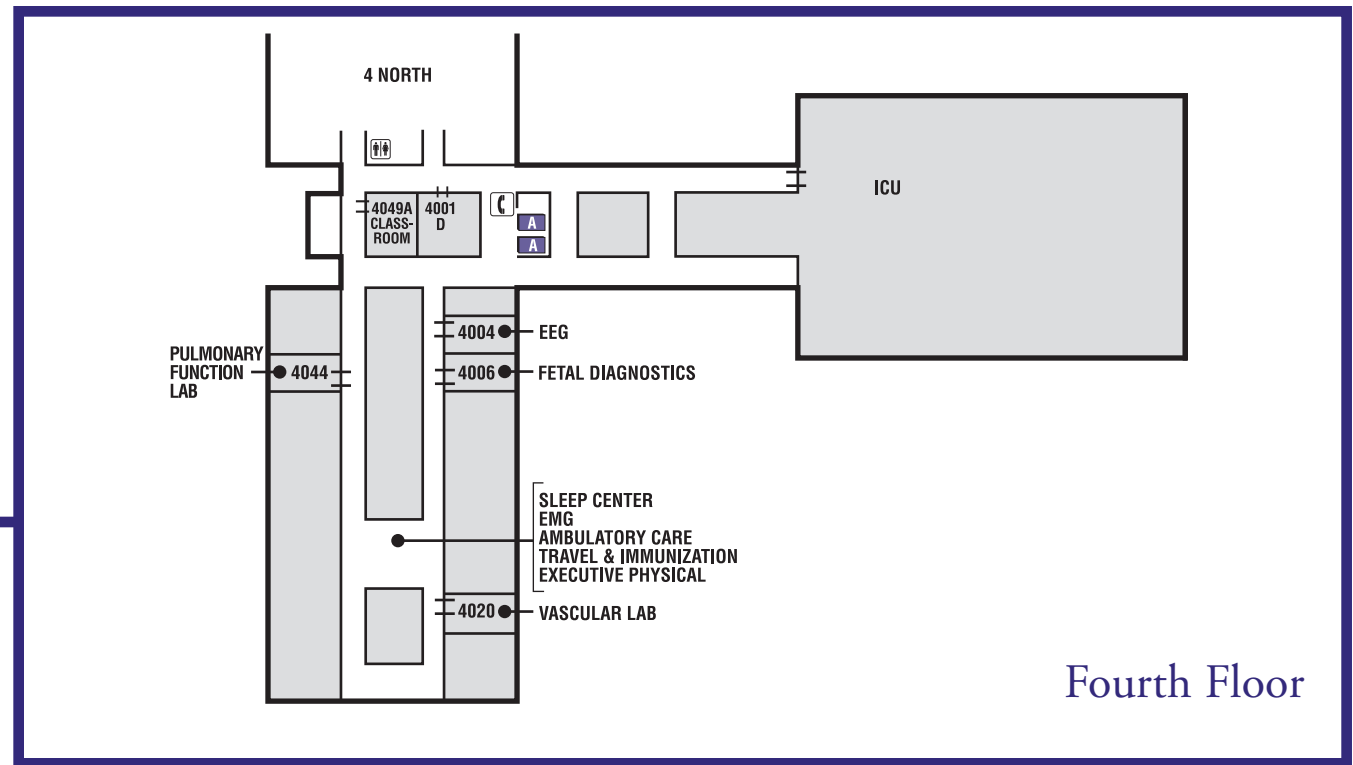 4 NORTH
4049A
CLASS-
ROOM
4001
D
A
A
ICU
4004
EEG
PULMONARY
FUNCTION
LAB
4044
4006
FETAL DIAGNOSTICS
SLEEP CENTER
EMG
AMBULATORY CARE
TRAVEL & IMMUNIZATION
EXECUTIVE PHYSICAL
4020
VASCULAR LAB
Fourth Floor